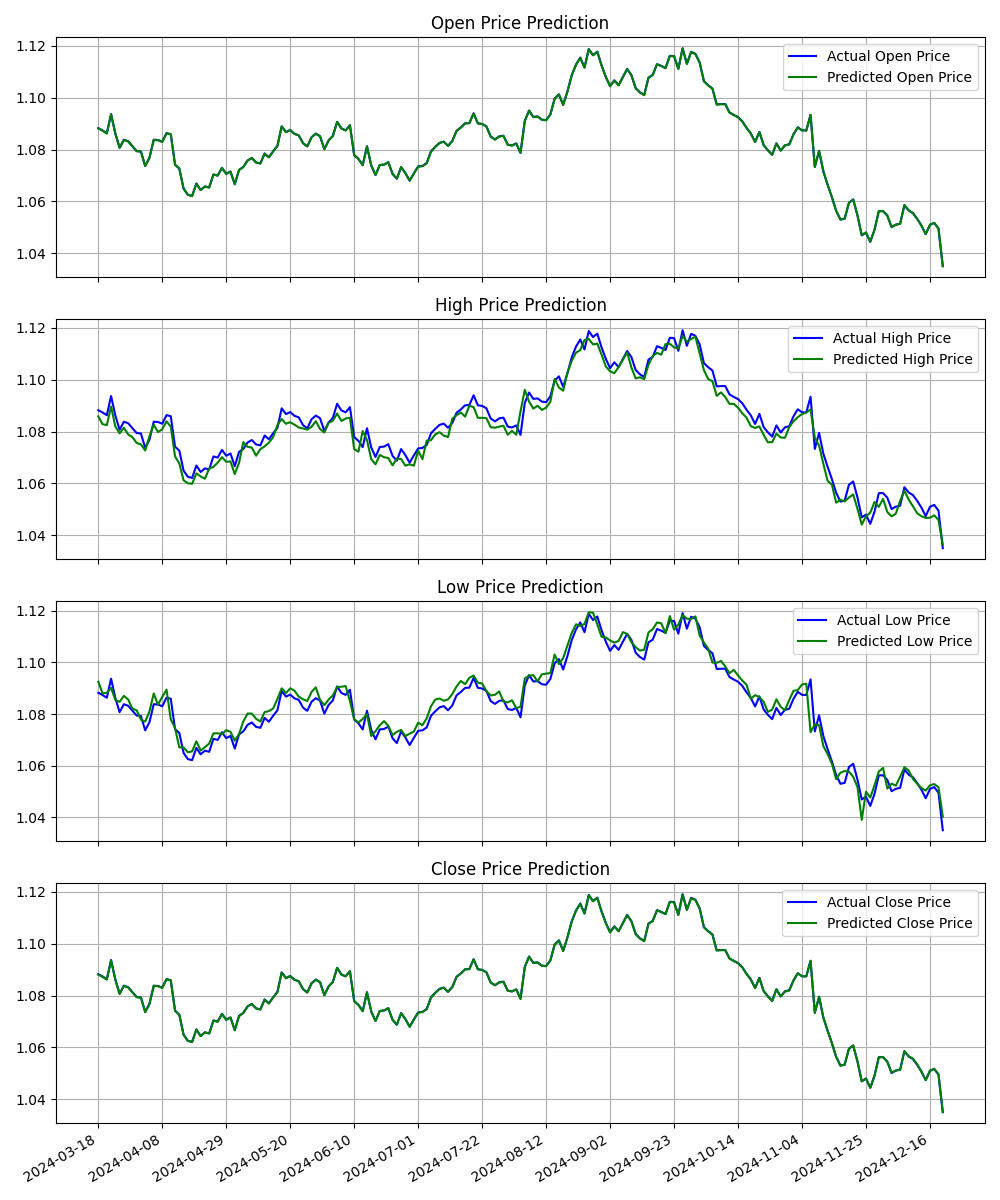 Open Price Prediction
1.12
1.10
1.08
1.06
1.04
Actual Open Price
Predicted Open Price
High Price Prediction
1.12
1.10
1.08
1.06
1.04
Actual High Price
Predicted High Price
Low Price Prediction
1.12
1.10
1.08
1.06
1.04
Actual Low Price
Predicted Low Price
Close Price Prediction
1.12
1.10
1.08
1.06
1.04
Actual Close Price
Predicted Close Price
2024-03-18
2024-04-08
2024-04-29
2024-05-20
2024-06-10
2024-07-01
2024-07-22
2024-08-12
2024-09-02
2024-09-23
2024-10-14
2024-11-04
2024-11-25
2024-12-16